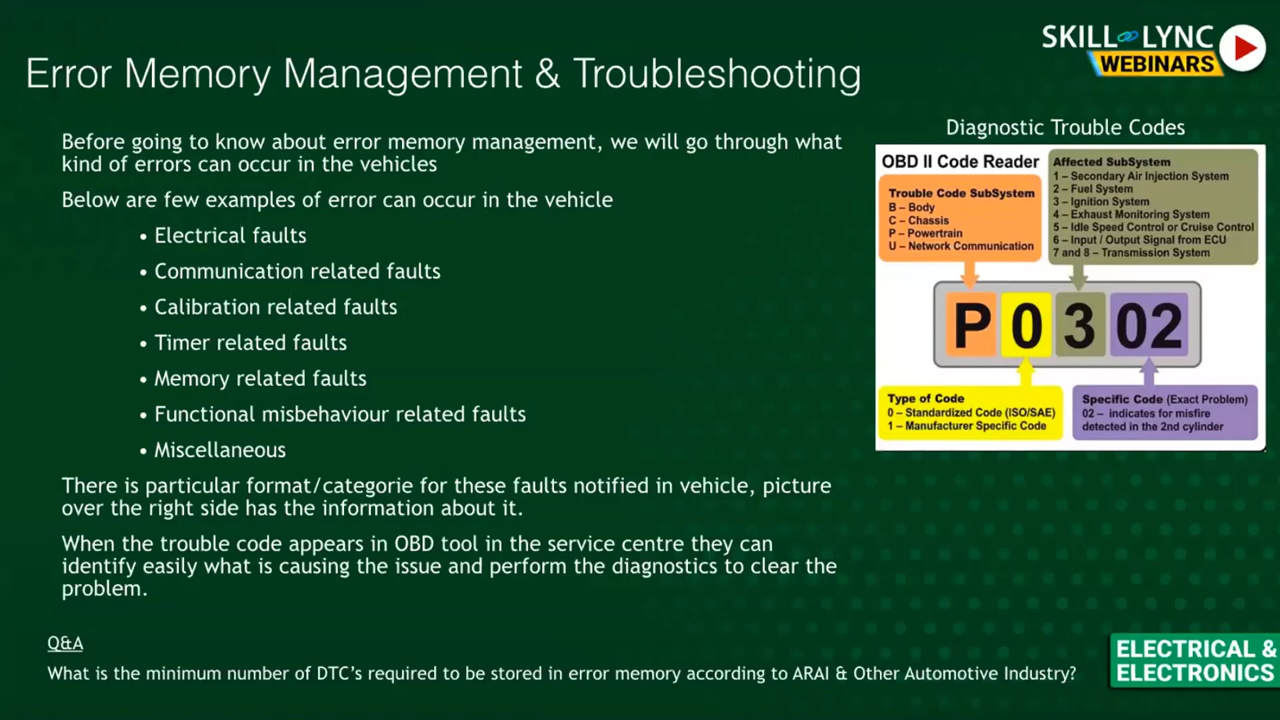 SKILL LYNC
WEBINARS
Error Memory Management & Troubleshooting
Before going to know about error memory management, we will go through what
kind of errors can occur in the vehicles
Below are few examples of error can occur in the vehicle
• Electrical faults
• Communication related faults
• Calibration related faults
• Timer related faults
• Memory related faults
• Functional misbehaviour related faults
• Miscellaneous
There is particular format/categorie for these faults notified in vehicle, picture
over the right side has the information about it.
When the trouble code appears in OBD tool in the service centre they can
identify easily what is causing the issue and perform the diagnostics to clear the
problem.
Diagnostic Trouble Codes
OBD II Code Reader
Trouble Code SubSystem
B – Body
C – Chassis
P – Powertrain
U – Network Communication
Affected SubSystem
1 – Secondary Air Injection System
2 – Fuel System
3 – Ignition System
4 – Exhaust Monitoring System
5 – Idle Speed Control or Cruise Control
6 – Input / Output Signal from ECU
7 and 8 – Transmission System
P 0 3 02
Type of Code
0 – Standardized Code (ISO/SAE)
1 – Manufacturer Specific Code
Specific Code (Exact Problem)
02 – indicates for misfire
detected in the 2nd cylinder
Q&A
What is the minimum number of DTC's required to be stored in error memory according to ARAI & Other Automotive Industry?
ELECTRICAL &
ELECTRONICS